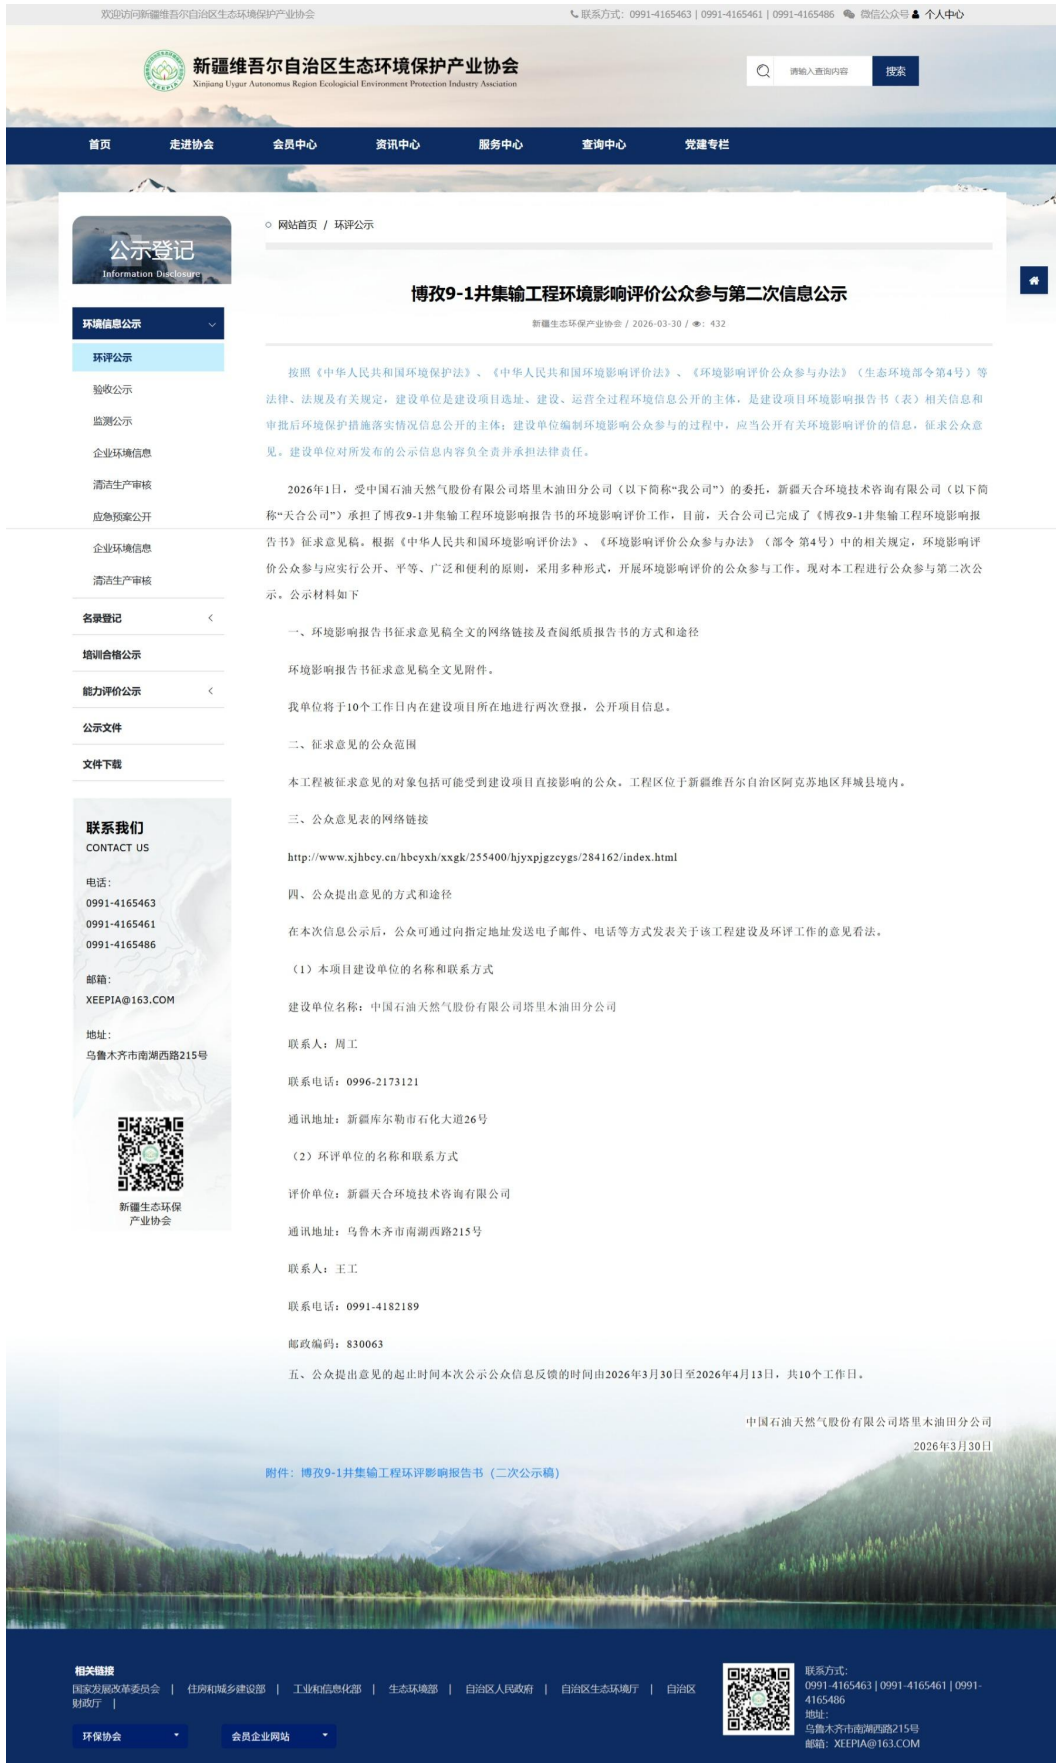 欢迎访问新疆维吾尔自治区生态环境保护产业协会
联系方式：0991-4165463 | 0991-4165461 | 0991-4165486 微信公众号 个人中心
新疆维吾尔自治区生态环境保护产业协会
Xinjiang Uygur Autonomus Region Ecologicial Environment Protection Industry Assciation
XEEPIA
请输入查询内容
搜索
首页 走进协会 会员中心 资讯中心 服务中心 查询中心 党建专栏
公示登记
Information Disclosure
环境信息公示
环评公示
验收公示
监测公示
企业环境信息
清洁生产审核
应急预案公开
企业环境信息
清洁生产审核
名录登记
培训合格公示
能力评价公示
公示文件
文件下载
联系我们
CONTACT US
电话：
0991-4165463
0991-4165461
0991-4165486
邮箱：
XEEPIA@163.COM
地址：
乌鲁木齐市南湖西路215号
新疆生态环保
产业协会
网站首页 / 环评公示
博孜9-1井集输工程环境影响评价公众参与第二次信息公示
新疆生态环保产业协会 / 2026-03-30 / ：432
按照《中华人民共和国环境保护法》、《中华人民共和国环境影响评价法》、《环境影响评价公众参与办法》（生态环境部令第4号）等
法律、法规及有关规定，建设单位是建设项目选址、建设、运营全过程环境信息公开的主体，是建设项目环境影响报告书（表）相关信息和
审批后环境保护措施落实情况信息公开的主体；建设单位编制环境影响公众参与的过程中，应当公开有关环境影响评价的信息，征求公众意
见。建设单位对所发布的公示信息内容负全责并承担法律责任。
2026年1日，受中国石油天然气股份有限公司塔里木油田分公司（以下简称“我公司”）的委托，新疆天合环境技术咨询有限公司（以下简
称“天合公司”）承担了博孜9-1井集输工程环境影响报告书的环境影响评价工作，目前，天合公司已完成了《博孜9-1井集输工程环境影响报
告书》征求意见稿。根据《中华人民共和国环境影响评价法》、《环境影响评价公众参与办法》（部令 第4号）中的相关规定，环境影响评
价公众参与应实行公开、平等、广泛和便利的原则，采用多种形式，开展环境影响评价的公众参与工作。现对本工程进行公众参与第二次公
示。公示材料如下
一、环境影响报告书征求意见稿全文的网络链接及查阅纸质报告书的方式和途径
环境影响报告书征求意见稿全文见附件。
我单位将于10个工作日内在建设项目所在地进行两次登报，公开项目信息。
二、征求意见的公众范围
本工程被征求意见的对象包括可能受到建设项目直接影响的公众。工程区位于新疆维吾尔自治区阿克苏地区拜城县境内。
三、公众意见表的网络链接
http://www.xjhbcy.cn/hbcyxh/xxgk/255400/hjyxpjgzcygs/284162/index.html
四、公众提出意见的方式和途径
在本次信息公示后，公众可通过向指定地址发送电子邮件、电话等方式发表关于该工程建设及环评工作的意见看法。
（1）本项目建设单位的名称和联系方式
建设单位名称：中国石油天然气股份有限公司塔里木油田分公司
联系人：周工
联系电话：0996-2173121
通讯地址：新疆库尔勒市石化大道26号
（2）环评单位的名称和联系方式
评价单位：新疆天合环境技术咨询有限公司
通讯地址：乌鲁木齐市南湖西路215号
联系人：王工
联系电话：0991-4182189
邮政编码：830063
五、公众提出意见的起止时间本次公示公众信息反馈的时间由2026年3月30日至2026年4月13日，共10个工作日。
中国石油天然气股份有限公司塔里木油田分公司
2026年3月30日
附件：博孜9-1井集输工程环评影响报告书（二次公示稿）
相关链接
国家发展改革委员会 | 住房和城乡建设部 | 工业和信息化部 | 生态环境部 | 自治区人民政府 | 自治区生态环境厅 | 自治区
财政厅 |
环保协会 会员企业网站
联系方式：
0991-4165463 | 0991-4165461 | 0991-
4165486
地址：
乌鲁木齐市南湖西路215号
邮箱：XEEPIA@163.COM